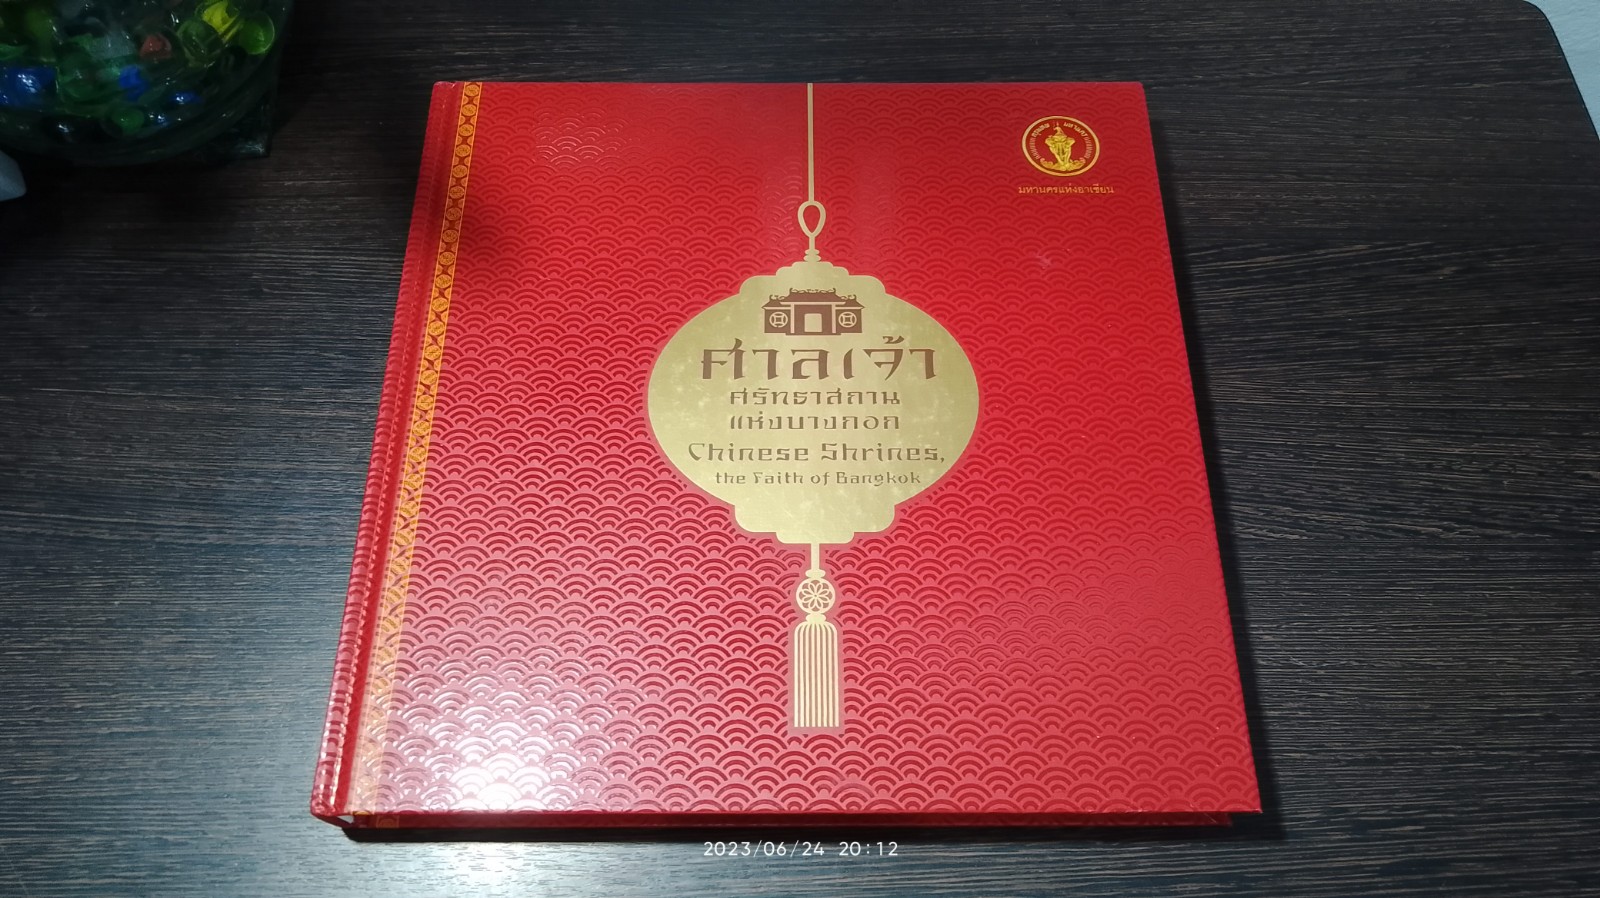 มหานครแห่งอาเซียน
ศาลเจ้า
ศรัทธาสถาน
แห่งบางกอก
Chinese Shrines,
the Faith of Bangkok
2023/06/24 20:12